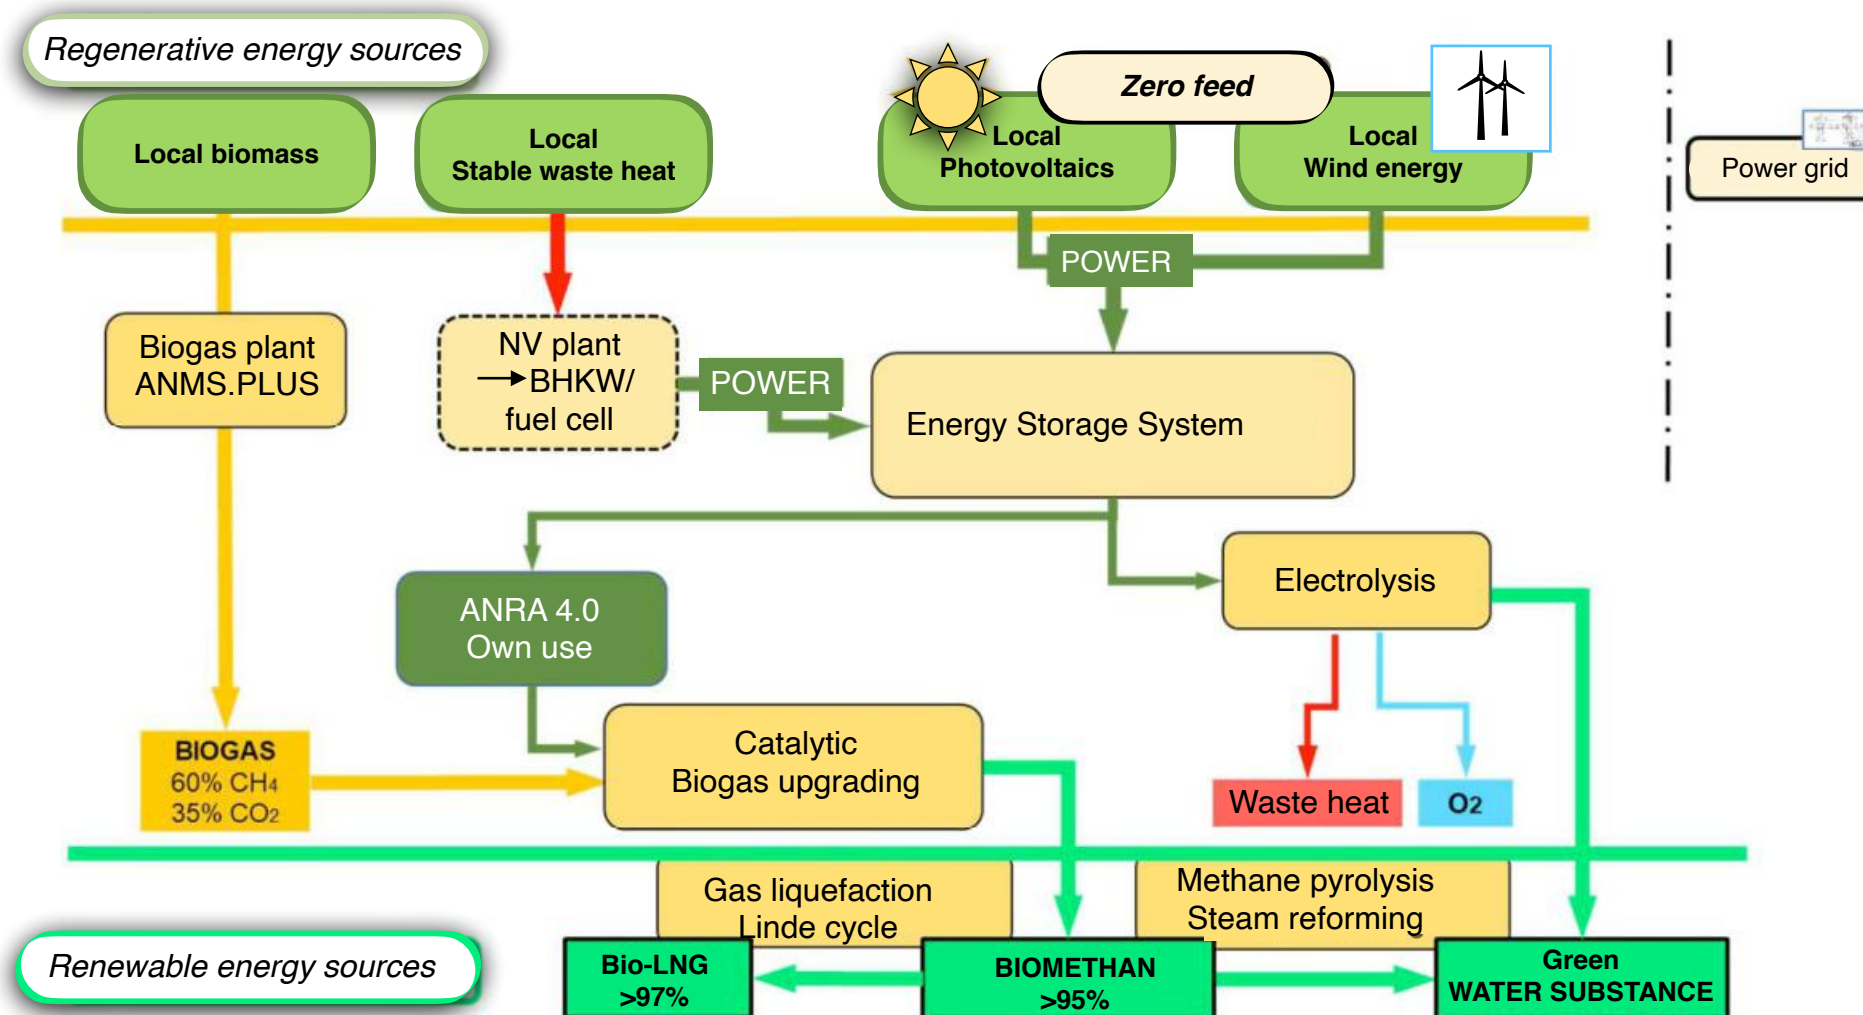 Regenerative energy sources
Zero feed
Local biomass
Local
Stable waste heat
Local
Photovoltaics
Local
Wind energy
Power grid
POWER
Biogas plant
ANMS.PLUS
NV plant
→BHKW/
fuel cell
POWER
Energy Storage System
Electrolysis
ANRA 4.0
Own use
BIOGAS
60% CH4
35% CO2
Catalytic
Biogas upgrading
Waste heat
O2
Gas liquefaction
Linde cycle
Methane pyrolysis
Steam reforming
Renewable energy sources
Bio-LNG
>97%
BIOMETHAN
>95%
Green
WATER SUBSTANCE